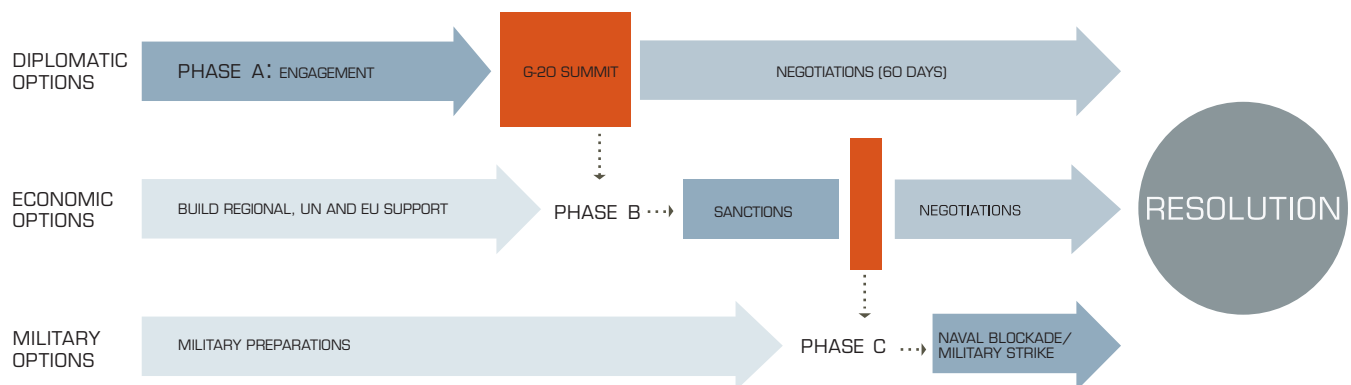 DIPLOMATIC
OPTIONS
PHASE A: ENGAGEMENT
G-20 SUMMIT
NEGOTIATIONS (60 DAYS)
ECONOMIC
OPTIONS
BUILD REGIONAL, UN AND EU SUPPORT
PHASE B
SANCTIONS
NEGOTIATIONS
RESOLUTION
MILITARY
OPTIONS
MILITARY PREPARATIONS
PHASE C
NAVAL BLOCKADE/
MILITARY STRIKE